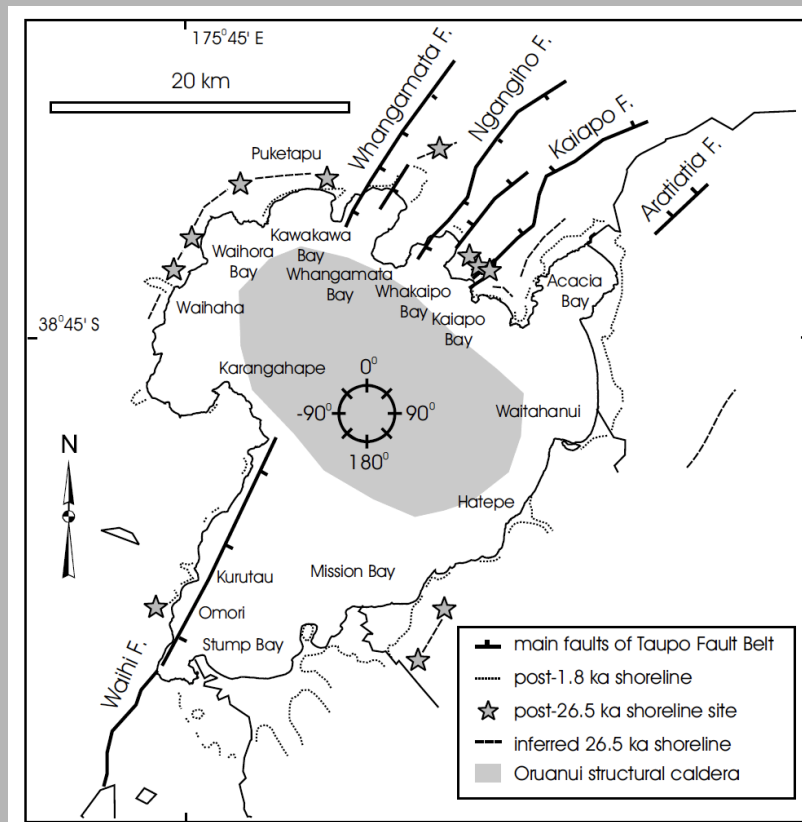 175°45' E
20 km
Whangamata F.
Ngangiho F.
Kaiapo F.
Aratiatia F.
Puketapu
Kawakawa
Bay
Waihora
Bay
Whangamata
Bay
Whakaipo
Bay
Acacia
Bay
Waihaha
Kaiapo
Bay
38°45' S
Karangahape
0°
-90°
90°
180°
Waitahanui
N
Hatepe
Mission Bay
Kurutau
Omori
Stump Bay
Waihi F.
main faults of Taupo Fault Belt
post-1.8 ka shoreline
post-26.5 ka shoreline site
inferred 26.5 ka shoreline
Oruanui structural caldera